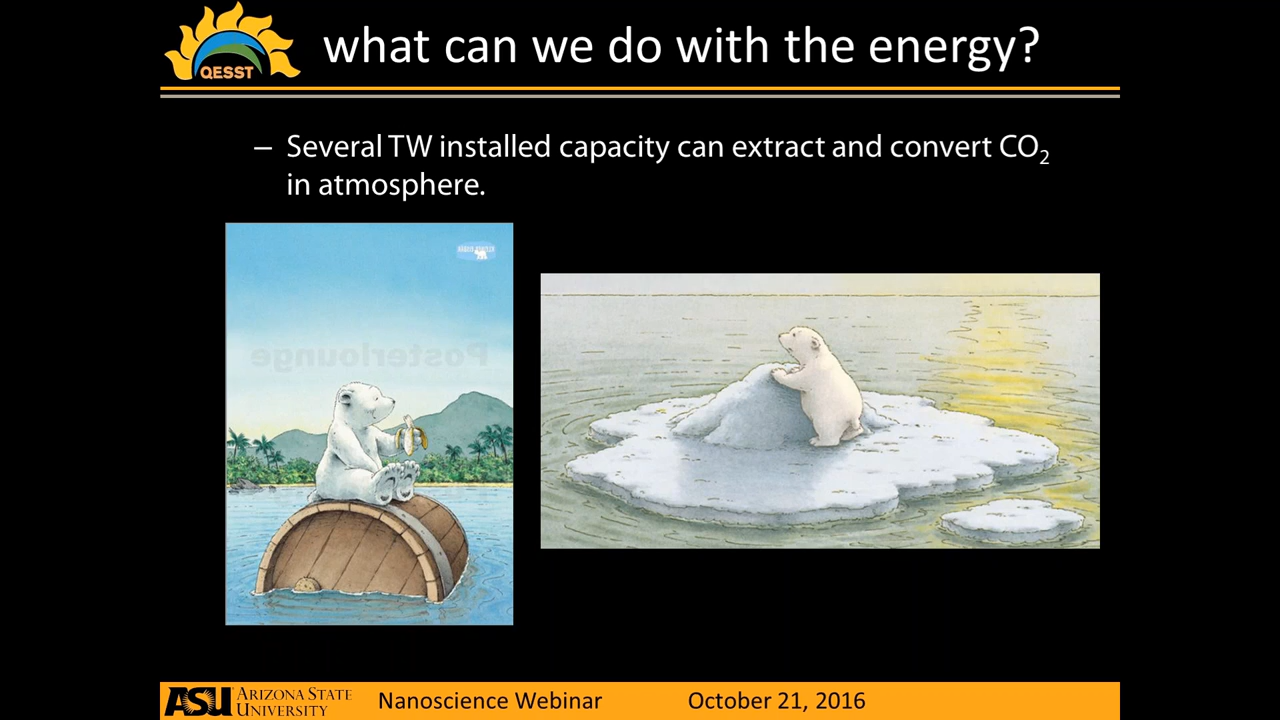 QESST
what can we do with the energy?
– Several TW installed capacity can extract and convert CO₂
in atmosphere.
Posterlounge
ASU ARIZONA STATE
UNIVERSITY
Nanoscience Webinar
October 21, 2016